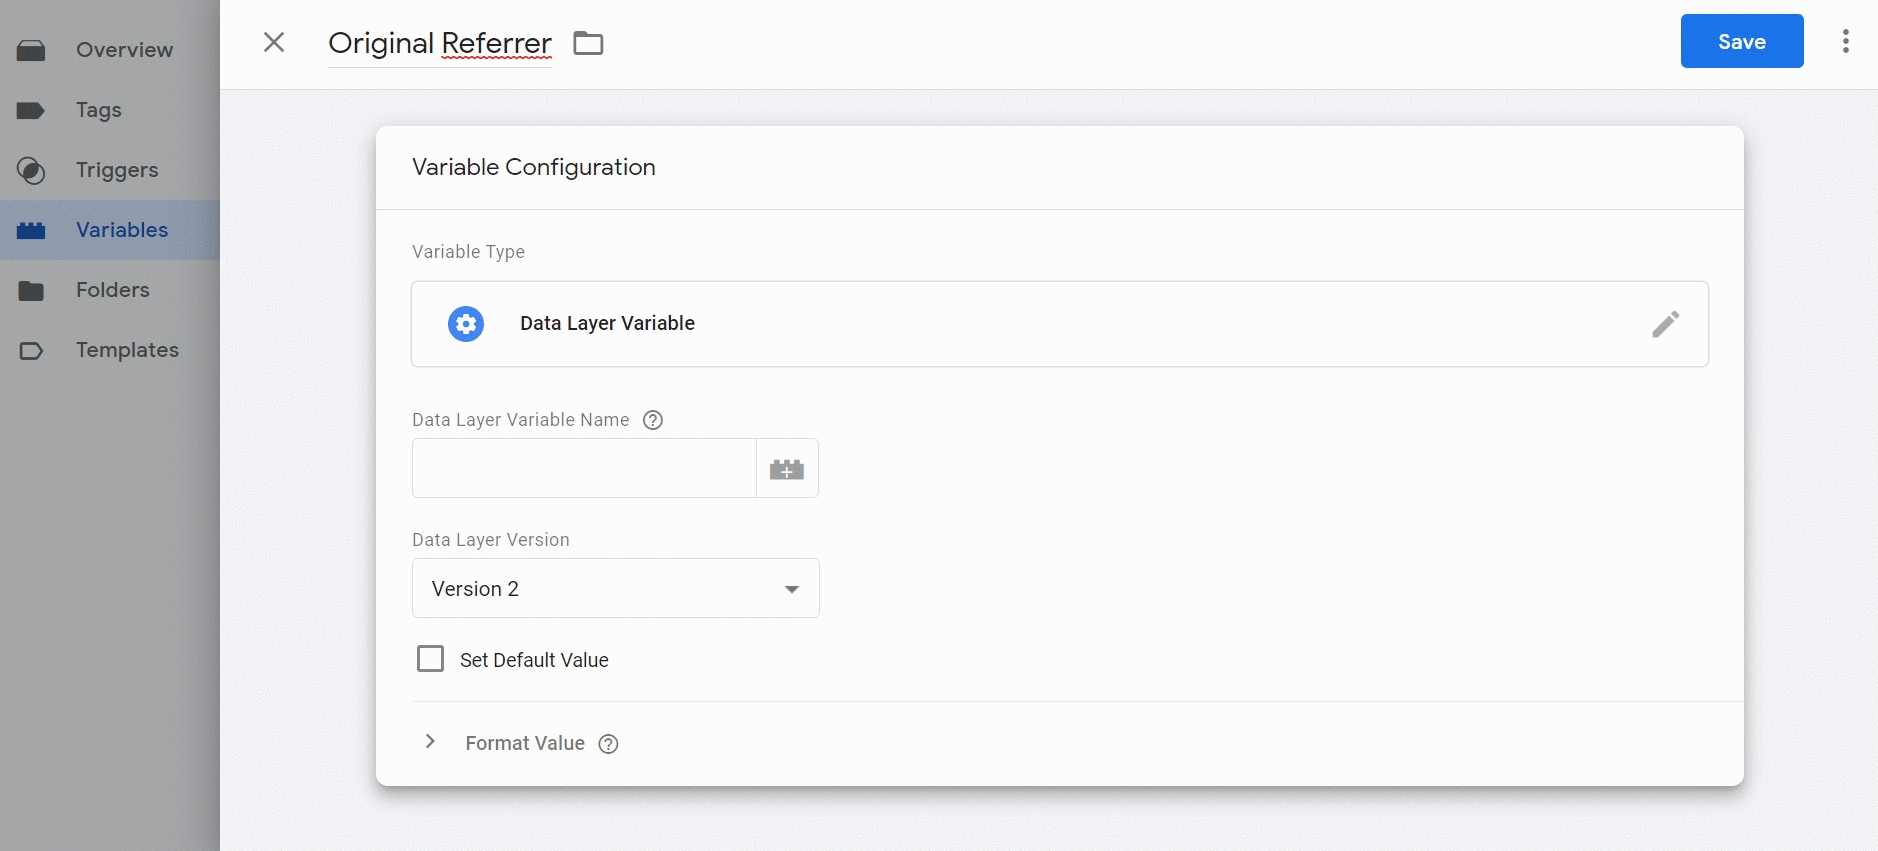 Overview
Tags
Triggers
Variables
Folders
Templates
Original Referrer
Save
Variable Configuration
Variable Type
Data Layer Variable
Data Layer Variable Name
Data Layer Version
Version 2
Set Default Value
Format Value